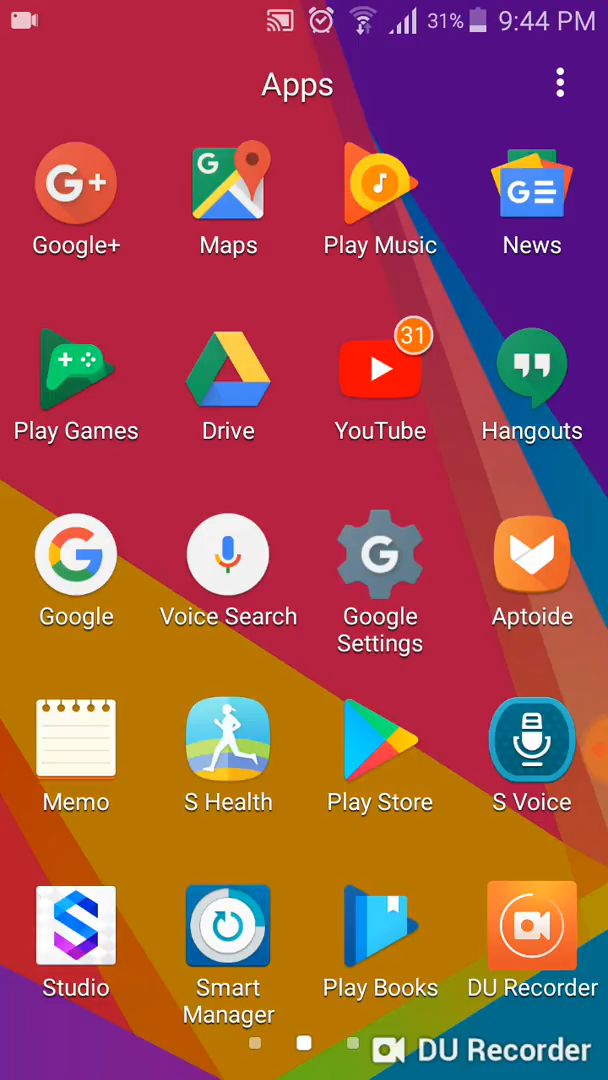 31% 9:44 PM
Apps
G+ G GE
Google+ Maps Play Music News
31
Play Games Drive YouTube Hangouts
G G
Google Voice Search Google Settings Aptoide
Memo S Health Play Store S Voice
S
Studio Smart Manager Play Books DU Recorder
DU Recorder